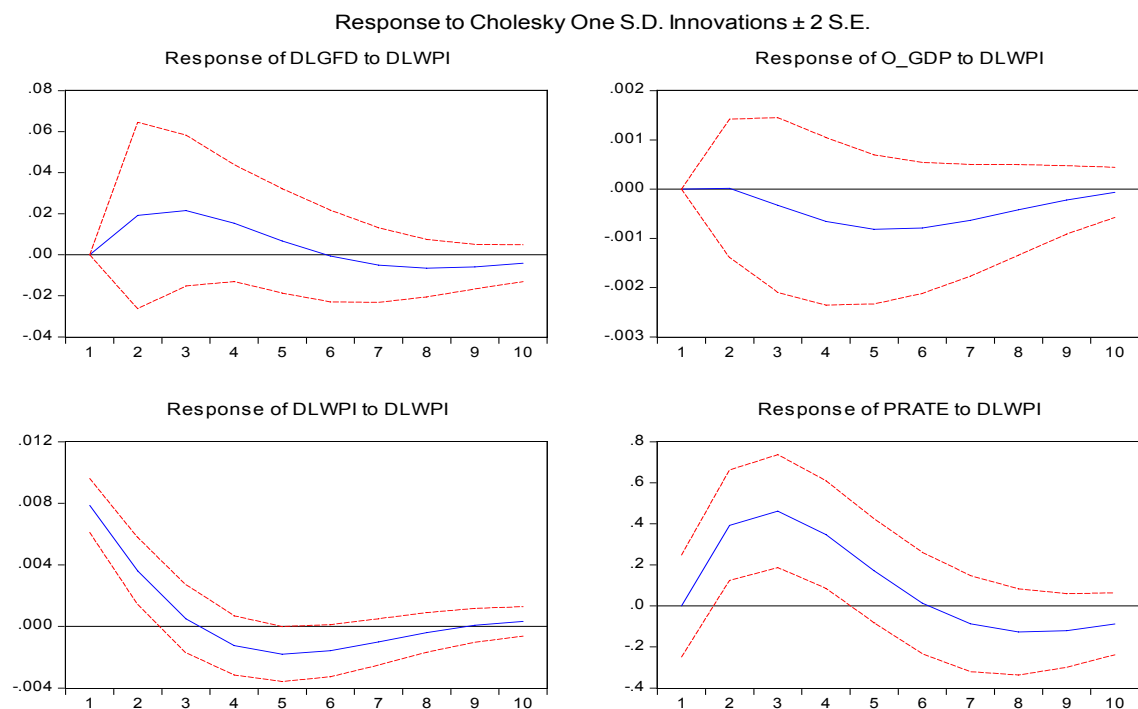 Response to Cholesky One S.D. Innovations ± 2 S.E.
Response of DLGFD to DLWPI
.08
.06
.04
.02
.00
-.02
-.04
1 2 3 4 5 6 7 8 9 10
Response of O_GDP to DLWPI
.002
.001
.000
-.001
-.002
-.003
1 2 3 4 5 6 7 8 9 10
Response of DLWPI to DLWPI
.012
.008
.004
.000
-.004
1 2 3 4 5 6 7 8 9 10
Response of PRATE to DLWPI
.8
.6
.4
.2
.0
-.2
-.4
1 2 3 4 5 6 7 8 9 10